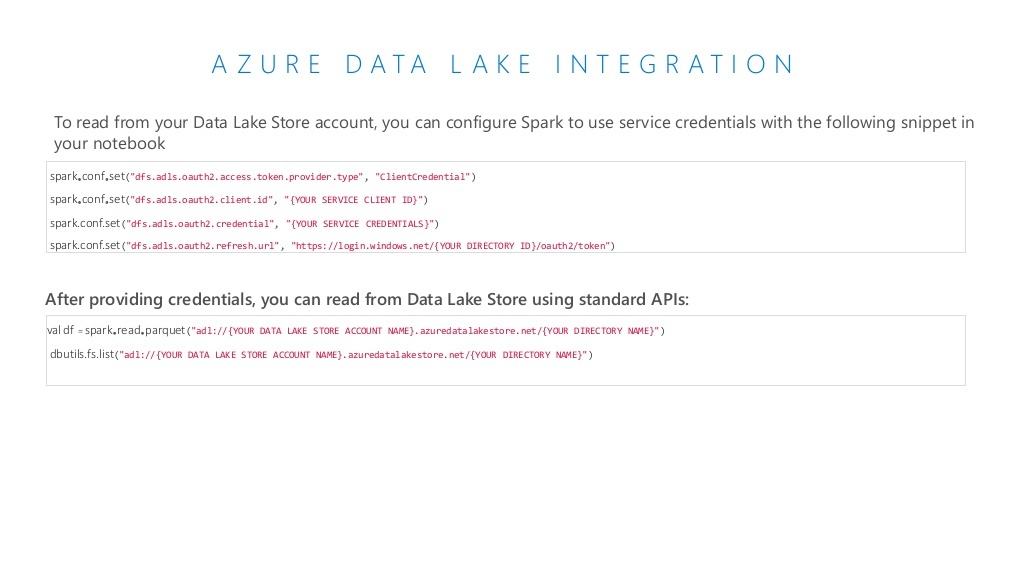 AZURE DATA LAKE INTEGRATION
To read from your Data Lake Store account, you can configure Spark to use service credentials with the following snippet in
your notebook
spark.conf.set("dfs.adls.oauth2.access.token.provider.type", "ClientCredential")
spark.conf.set("dfs.adls.oauth2.client.id", "{YOUR SERVICE CLIENT ID}")
spark.conf.set("dfs.adls.oauth2.credential", "{YOUR SERVICE CREDENTIALS}")
spark.conf.set("dfs.adls.oauth2.refresh.url", "https://login.windows.net/{YOUR DIRECTORY ID}/oauth2/token")
After providing credentials, you can read from Data Lake Store using standard APIs:
val df = spark.read.parquet("adl://{YOUR DATA LAKE STORE ACCOUNT NAME}.azuredatalakestore.net/{YOUR DIRECTORY NAME}")
dbutils.fs.list("adl://{YOUR DATA LAKE STORE ACCOUNT NAME}.azuredatalakestore.net/{YOUR DIRECTORY NAME}")